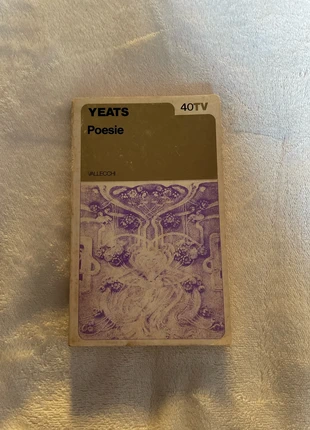 YEATS 40TV
Poesie
VALLECCHI